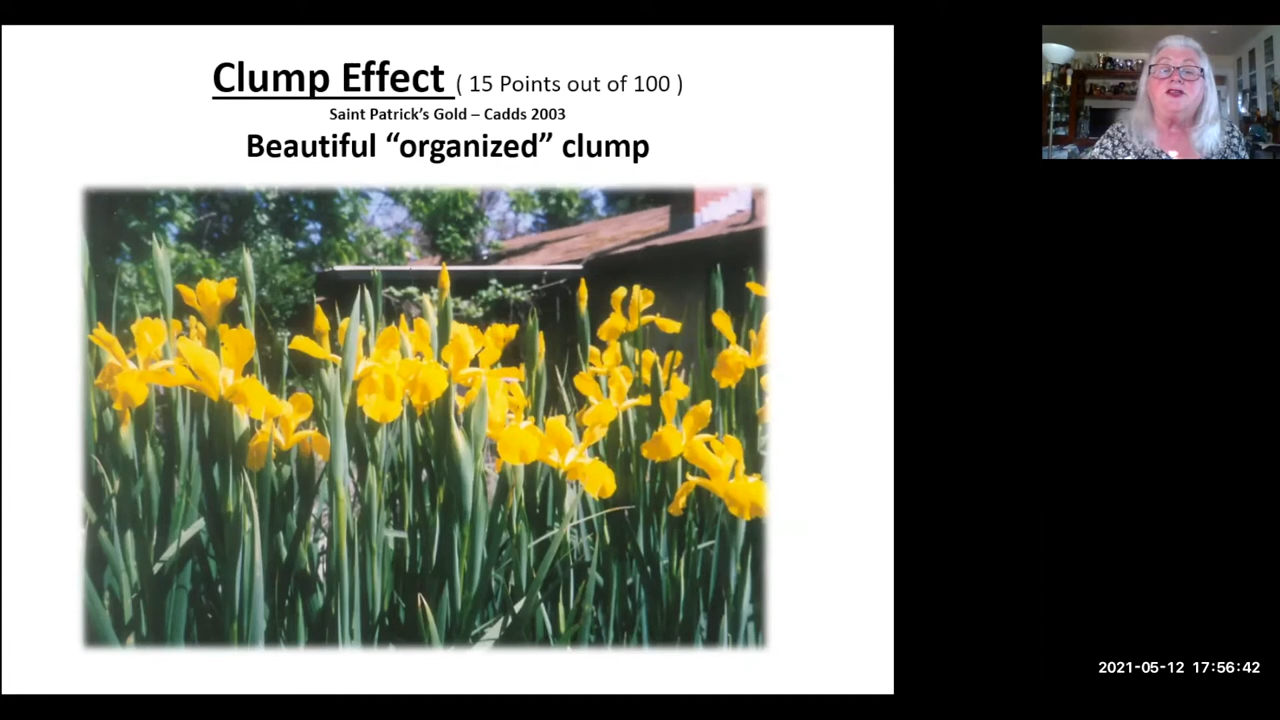 Clump Effect ( 15 Points out of 100 )
Saint Patrick's Gold – Cadds 2003
Beautiful “organized” clump
2021-05-12 17:56:42